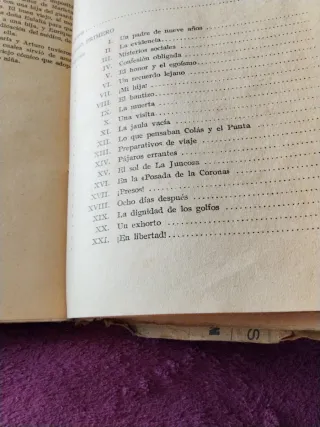 PRIMERO
I. Un padre de nueve años
II. La evidencia
III. Misterios sociales
IV. Confesión obligada
V. El honor y el egoísmo
VI. Un recuerdo lejano
VII. ¡Mi hija!
VIII. El bautizo
IX. La muerta
X. Una visita
XI. La jaula vacía
XII. Lo que pensaban Colás y el Punta
XIII. Preparativos de viaje
XIV. Pájaros errantes
XV. El sol de La Juncosa
XVI. En la «Posada de la Corona»
XVII. ¡Presos!
XVIII. Ocho días después
XIX. La dignidad de los golfos
XX. Un exhorto
XXI. ¡En libertad!